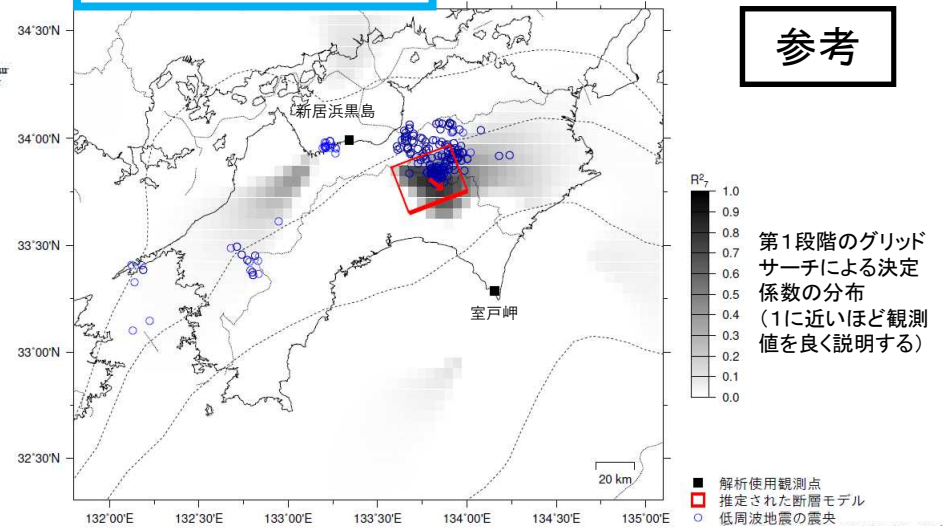 参考
34°30'N
34°00'N
33°30'N
33°00'N
32°30'N
132°00'E
132°30'E
133°00'E
133°30'E
134°00'E
134°30'E
135°00'E
新居浜黒島
室戸岬
20 km
R²₇
1.0
0.9
0.8
0.7
0.6
0.5
0.4
0.3
0.2
0.1
0.0
第1段階のグリッド
サーチによる決定
係数の分布
(1に近いほど観測
値を良く説明する)
解析使用観測点
推定された断層モデル
低周波地震の震央